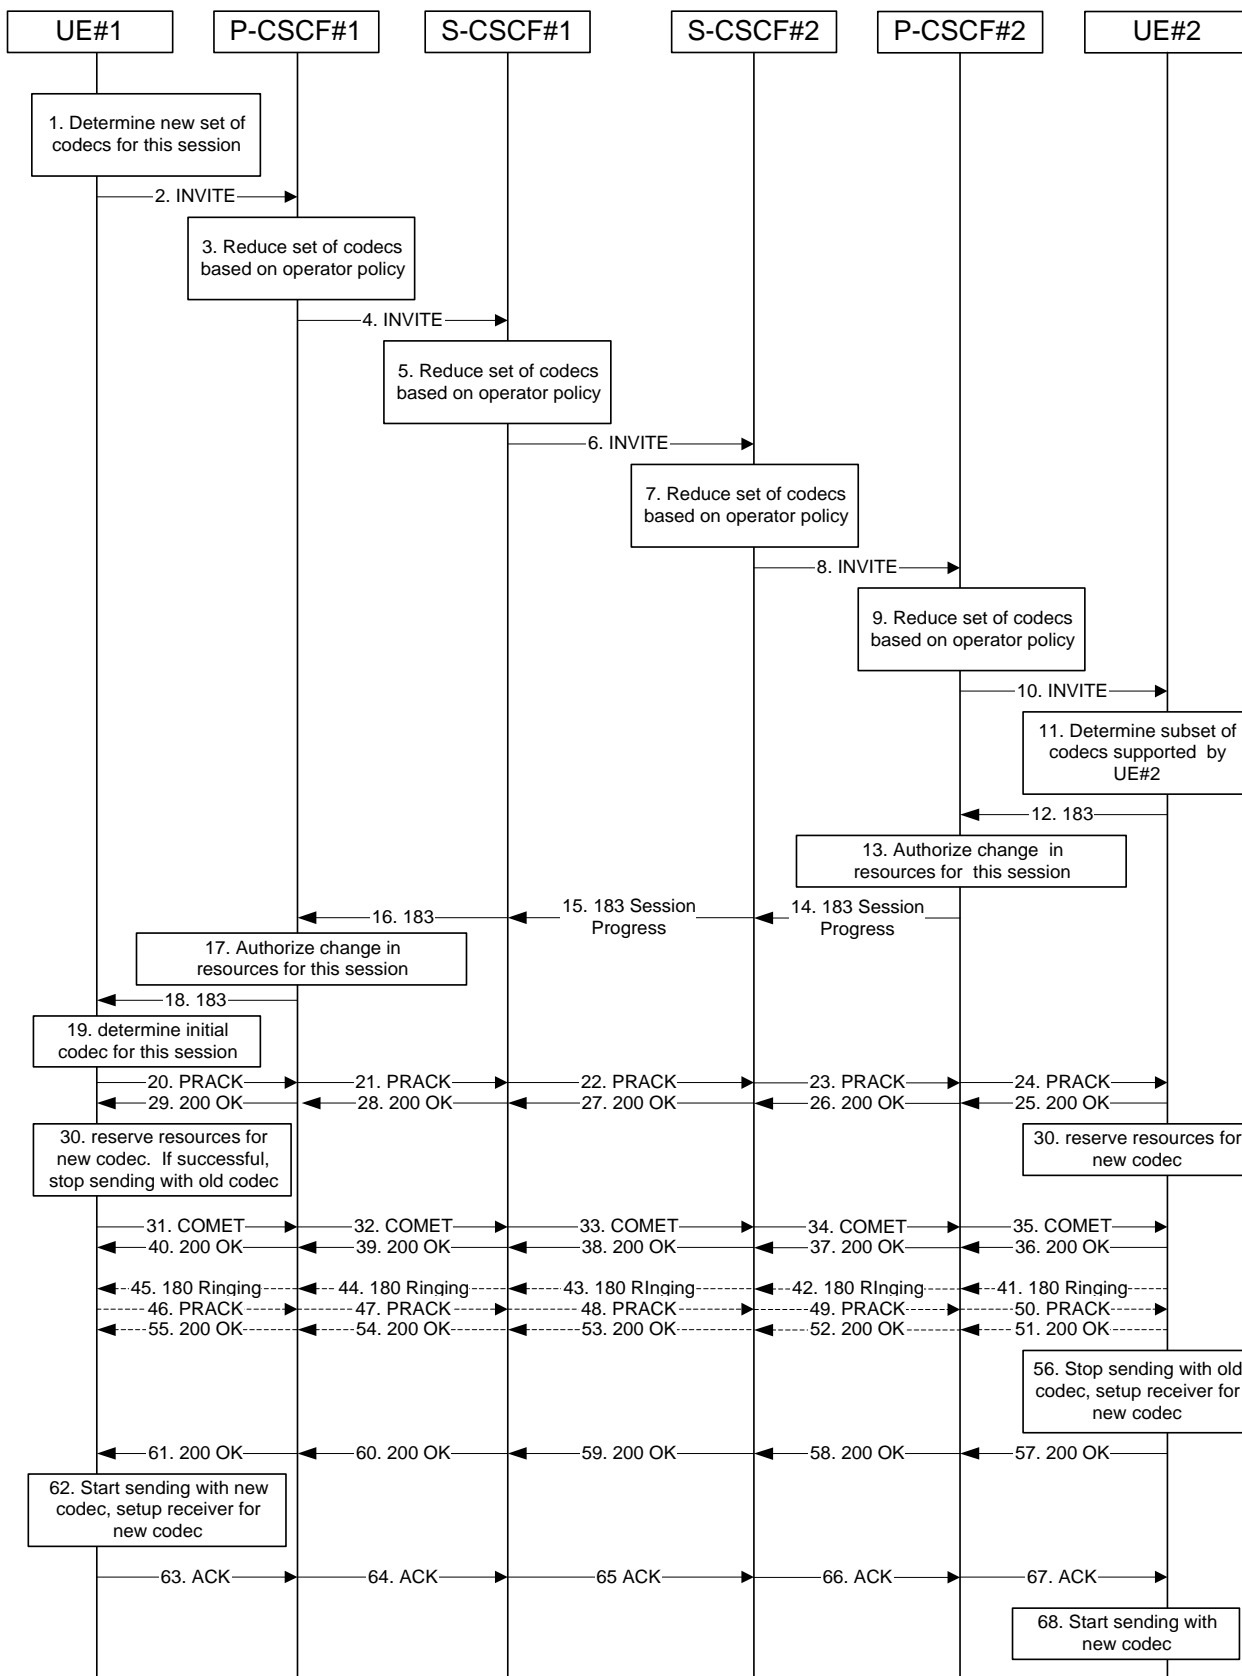 UE#1 P-CSCF#1 S-CSCF#1 S-CSCF#2 P-CSCF#2 UE#2
1. Determine new set of
codecs for this session
2. INVITE
3. Reduce set of codecs
based on operator policy
4. INVITE
5. Reduce set of codecs
based on operator policy
6. INVITE
7. Reduce set of codecs
based on operator policy
8. INVITE
9. Reduce set of codecs
based on operator policy
10. INVITE
11. Determine subset of
codecs supported by
UE#2
12. 183
13. Authorize change in
resources for this session
16. 183
15. 183 Session
Progress
14. 183 Session
Progress
17. Authorize change in
resources for this session
18. 183
19. determine initial
codec for this session
20. PRACK 21. PRACK 22. PRACK 23. PRACK 24. PRACK
29. 200 OK 28. 200 OK 27. 200 OK 26. 200 OK 25. 200 OK
30. reserve resources for
new codec. If successful,
stop sending with old codec
30. reserve resources for
new codec
31. COMET 32. COMET 33. COMET 34. COMET 35. COMET
40. 200 OK 39. 200 OK 38. 200 OK 37. 200 OK 36. 200 OK
45. 180 Ringing 44. 180 Ringing 43. 180 RInging 42. 180 RInging 41. 180 Ringing
46. PRACK 47. PRACK 48. PRACK 49. PRACK 50. PRACK
55. 200 OK 54. 200 OK 53. 200 OK 52. 200 OK 51. 200 OK
56. Stop sending with old
codec, setup receiver for
new codec
61. 200 OK 60. 200 OK 59. 200 OK 58. 200 OK 57. 200 OK
62. Start sending with new
codec, setup receiver for
new codec
63. ACK 64. ACK 65 ACK 66. ACK 67. ACK
68. Start sending with
new codec